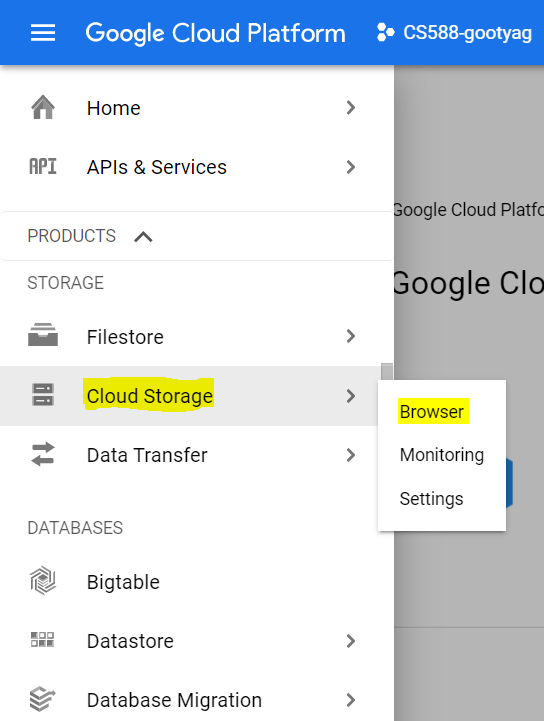 Google Cloud Platform CS588-gootyag
Home
API APIs & Services
Google Cloud Platfo
PRODUCTS
STORAGE
Google Clo
Filestore
Cloud Storage
Browser
Data Transfer
Monitoring
Settings
DATABASES
Bigtable
Datastore
Database Migration